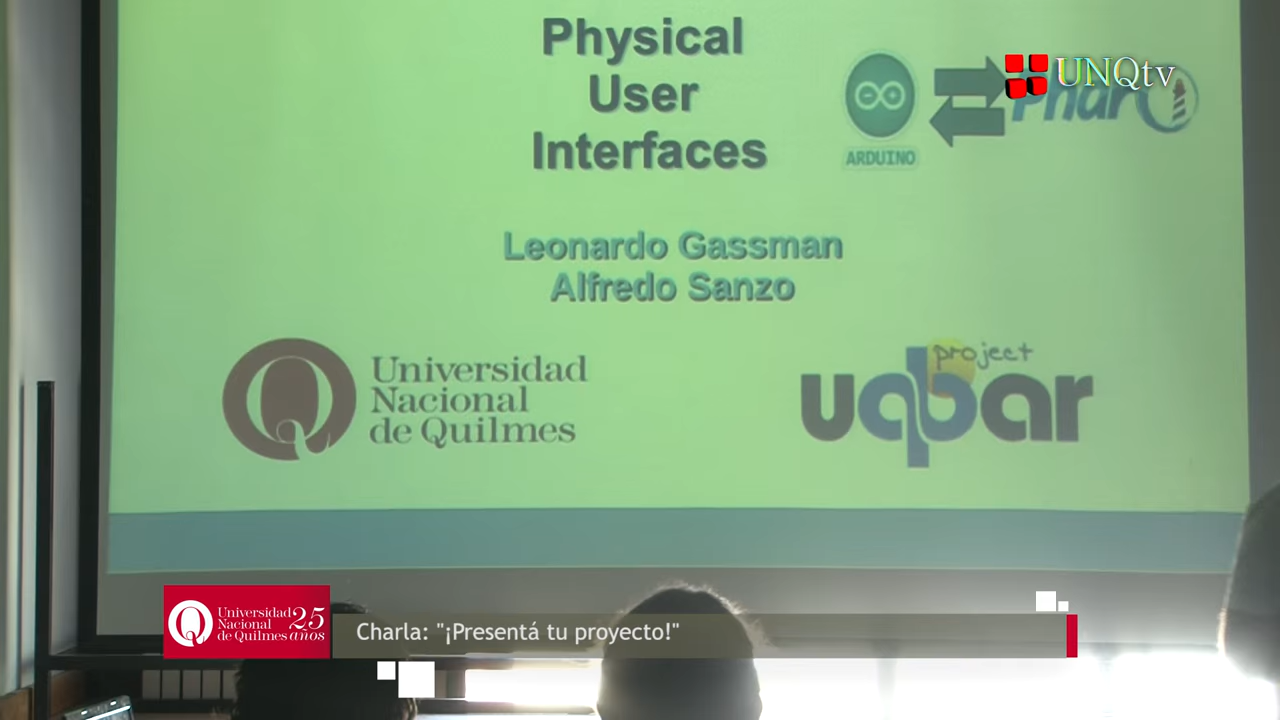 Physical
User
Interfaces
ARDUINO
Phar
UNQtv
Leonardo Gassman
Alfredo Sanzo
Universidad
Nacional
de Quilmes
project
uqbar
Universidad
Nacional
de Quilmes
25
años
Charla: "¡Presentá tu proyecto!"